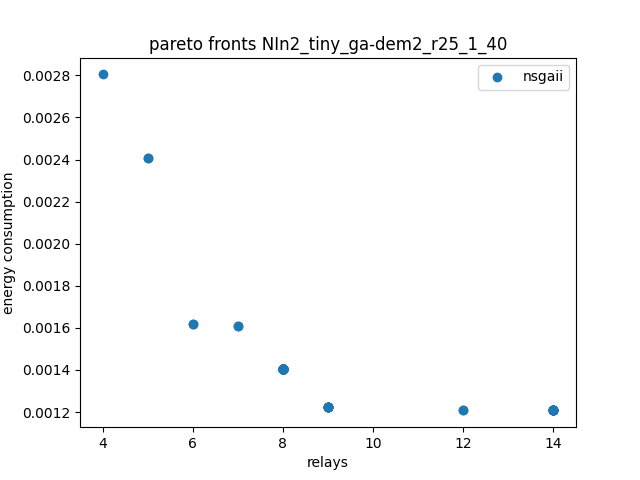 pareto fronts NIn2_tiny_ga-dem2_r25_1_40
nsgaii
0.0028
0.0026
0.0024
0.0022
0.0020
0.0018
0.0016
0.0014
0.0012
energy consumption
4 6 8 10 12 14
relays